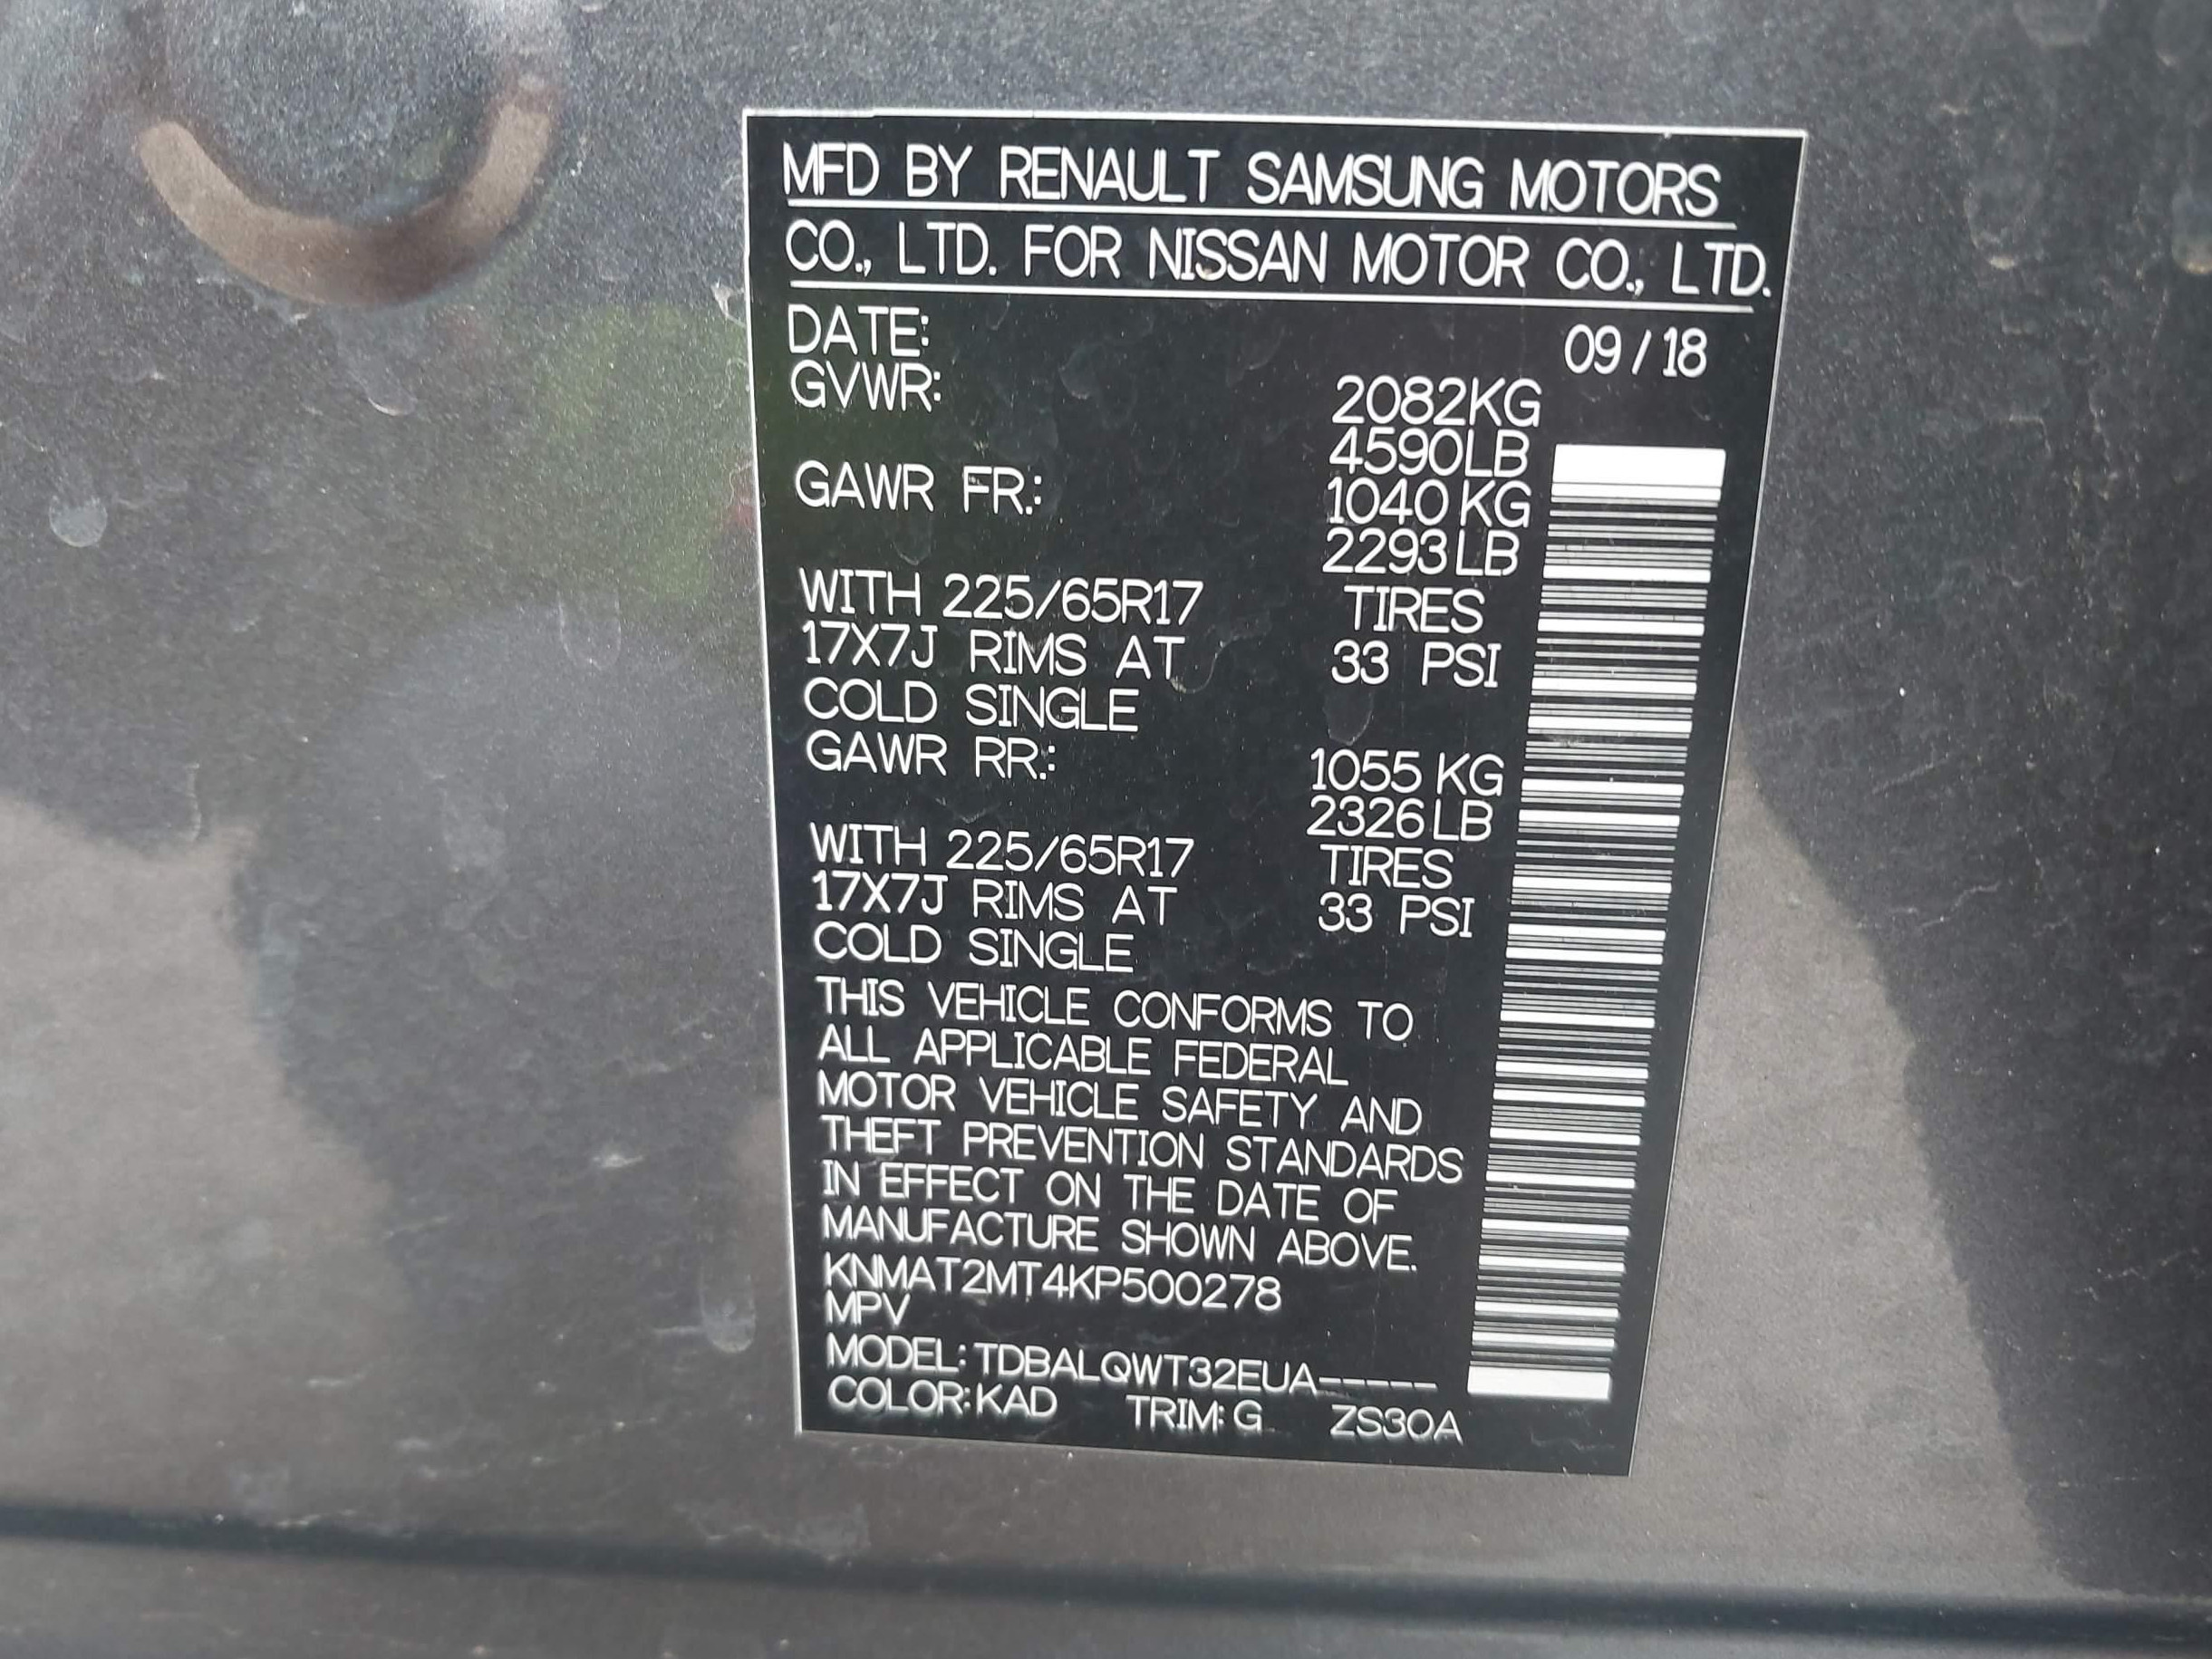 MFD BY RENAULT SAMSUNG MOTORS
CO., LTD. FOR NISSAN MOTOR CO., LTD.
DATE: 09/18
GVWR: 2082KG
4590LB
GAWR FR.: 1040 KG
2293LB
WITH 225/65R17 TIRES
17X7J RIMS AT 33 PSI
COLD SINGLE
GAWR RR.: 1055 KG
2326LB
WITH 225/65R17 TIRES
17X7J RIMS AT 33 PSI
COLD SINGLE
THIS VEHICLE CONFORMS TO
ALL APPLICABLE FEDERAL
MOTOR VEHICLE SAFETY AND
THEFT PREVENTION STANDARDS
IN EFFECT ON THE DATE OF
MANUFACTURE SHOWN ABOVE.
KNMAT2MT4KP500278
MPV
MODEL: TDBALQWT32EUA-----
COLOR: KAD TRIM: G ZS30A